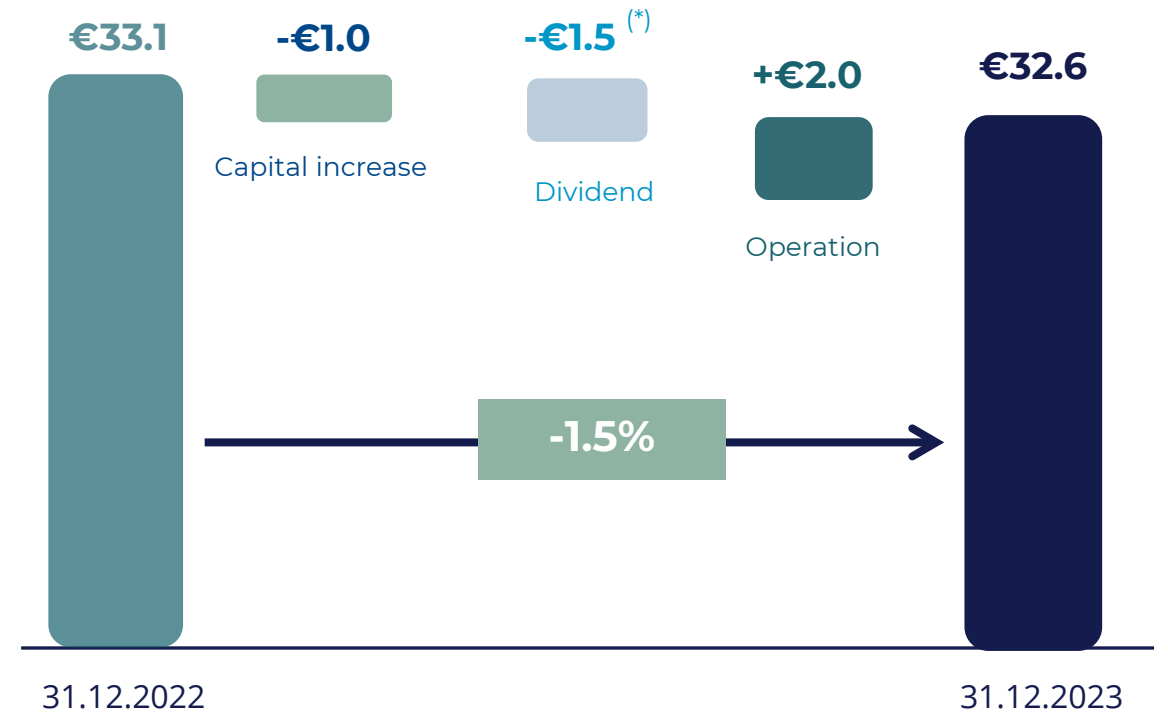 €33.1
-€1.0
Capital increase
-€1.5 (*)
Dividend
+€2.0
Operation
€32.6
-1.5%
31.12.2022
31.12.2023